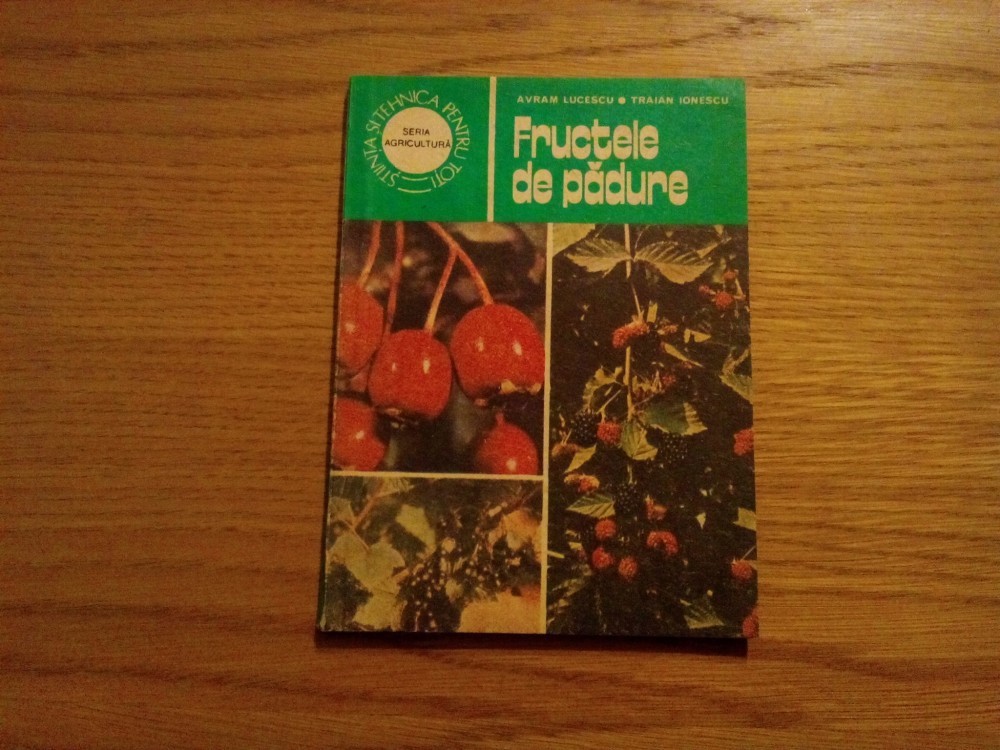 ȘTIINȚA ȘI TEHNICA PENTRU TOȚI
SERIA
AGRICULTURĂ
AVRAM LUCESCU • TRAIAN IONESCU
Fructele
de pădure